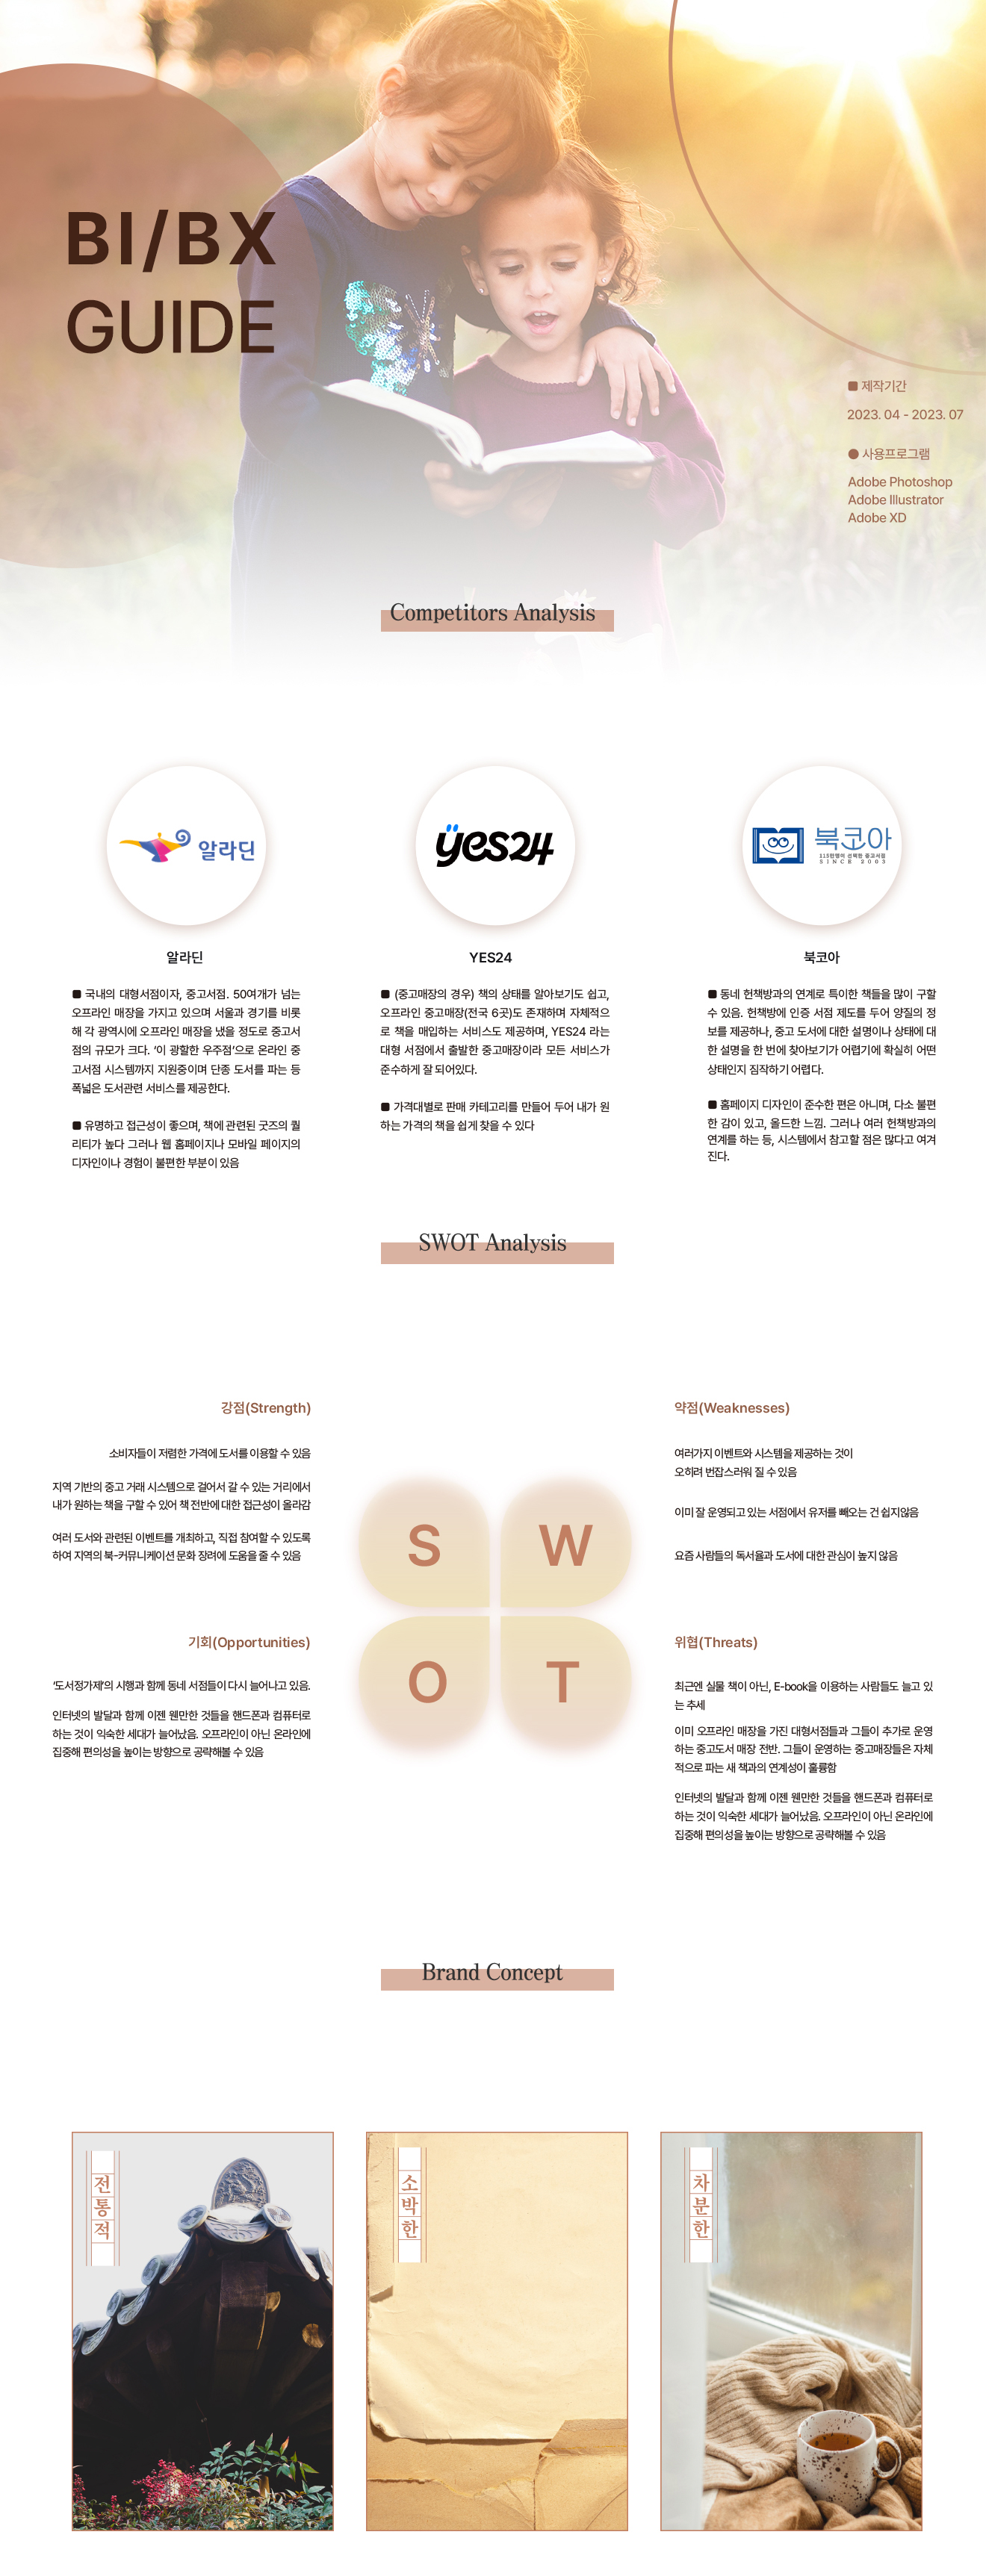 BI/BX
GUIDE
■ 제작기간
2023. 04 - 2023. 07
● 사용프로그램
Adobe Photoshop
Adobe Illustrator
Adobe XD
Competitors Analysis
알라딘
yes24
북코아
115만명이 선택한 중고서점
SINCE 2003
알라딘
■ 국내의 대형서점이자, 중고서점. 50여개가 넘는
오프라인 매장을 가지고 있으며 서울과 경기를 비롯
해 각 광역시에 오프라인 매장을 냈을 정도로 중고서
점의 규모가 크다. ‘이 광활한 우주점’으로 온라인 중
고서점 시스템까지 지원중이며 단종 도서를 파는 등
폭넓은 도서관련 서비스를 제공한다.
■ 유명하고 접근성이 좋으며, 책에 관련된 굿즈의 퀄
리티가 높다 그러나 웹 홈페이지나 모바일 페이지의
디자인이나 경험이 불편한 부분이 있음
YES24
■ (중고매장의 경우) 책의 상태를 알아보기도 쉽고,
오프라인 중고매장(전국 6곳)도 존재하며 자체적으
로 책을 매입하는 서비스도 제공하며, YES24 라는
대형 서점에서 출발한 중고매장이라 모든 서비스가
준수하게 잘 되어있다.
■ 가격대별로 판매 카테고리를 만들어 두어 내가 원
하는 가격의 책을 쉽게 찾을 수 있다
북코아
■ 동네 헌책방과의 연계로 특이한 책들을 많이 구할
수 있음. 헌책방에 인증 서점 제도를 두어 양질의 정
보를 제공하나, 중고 도서에 대한 설명이나 상태에 대
한 설명을 한 번에 찾아보기가 어렵기에 확실히 어떤
상태인지 짐작하기 어렵다.
■ 홈페이지 디자인이 준수한 편은 아니며, 다소 불편
한 감이 있고, 올드한 느낌. 그러나 여러 헌책방과의
연계를 하는 등, 시스템에서 참고할 점은 많다고 여겨
진다.
SWOT Analysis
강점(Strength)
소비자들이 저렴한 가격에 도서를 이용할 수 있음
지역 기반의 중고 거래 시스템으로 걸어서 갈 수 있는 거리에서
내가 원하는 책을 구할 수 있어 책 전반에 대한 접근성이 올라감
여러 도서와 관련된 이벤트를 개최하고, 직접 참여할 수 있도록
하여 지역의 북-커뮤니케이션 문화 장려에 도움을 줄 수 있음
약점(Weaknesses)
여러가지 이벤트와 시스템을 제공하는 것이
오히려 번잡스러워 질 수 있음
이미 잘 운영되고 있는 서점에서 유저를 빼오는 건 쉽지않음
요즘 사람들의 독서율과 도서에 대한 관심이 높지 않음
S W
O T
기회(Opportunities)
‘도서정가제’의 시행과 함께 동네 서점들이 다시 늘어나고 있음.
인터넷의 발달과 함께 이젠 웬만한 것들을 핸드폰과 컴퓨터로
하는 것이 익숙한 세대가 늘어났음. 오프라인이 아닌 온라인에
집중해 편의성을 높이는 방향으로 공략해볼 수 있음
위협(Threats)
최근엔 실물 책이 아닌, E-book을 이용하는 사람들도 늘고 있
는 추세
이미 오프라인 매장을 가진 대형서점들과 그들이 추가로 운영
하는 중고도서 매장 전반. 그들이 운영하는 중고매장들은 자체
적으로 파는 새 책과의 연계성이 훌륭함
인터넷의 발달과 함께 이젠 웬만한 것들을 핸드폰과 컴퓨터로
하는 것이 익숙한 세대가 늘어났음. 오프라인이 아닌 온라인에
집중해 편의성을 높이는 방향으로 공략해볼 수 있음
Brand Concept
전통적
소박한
차분한